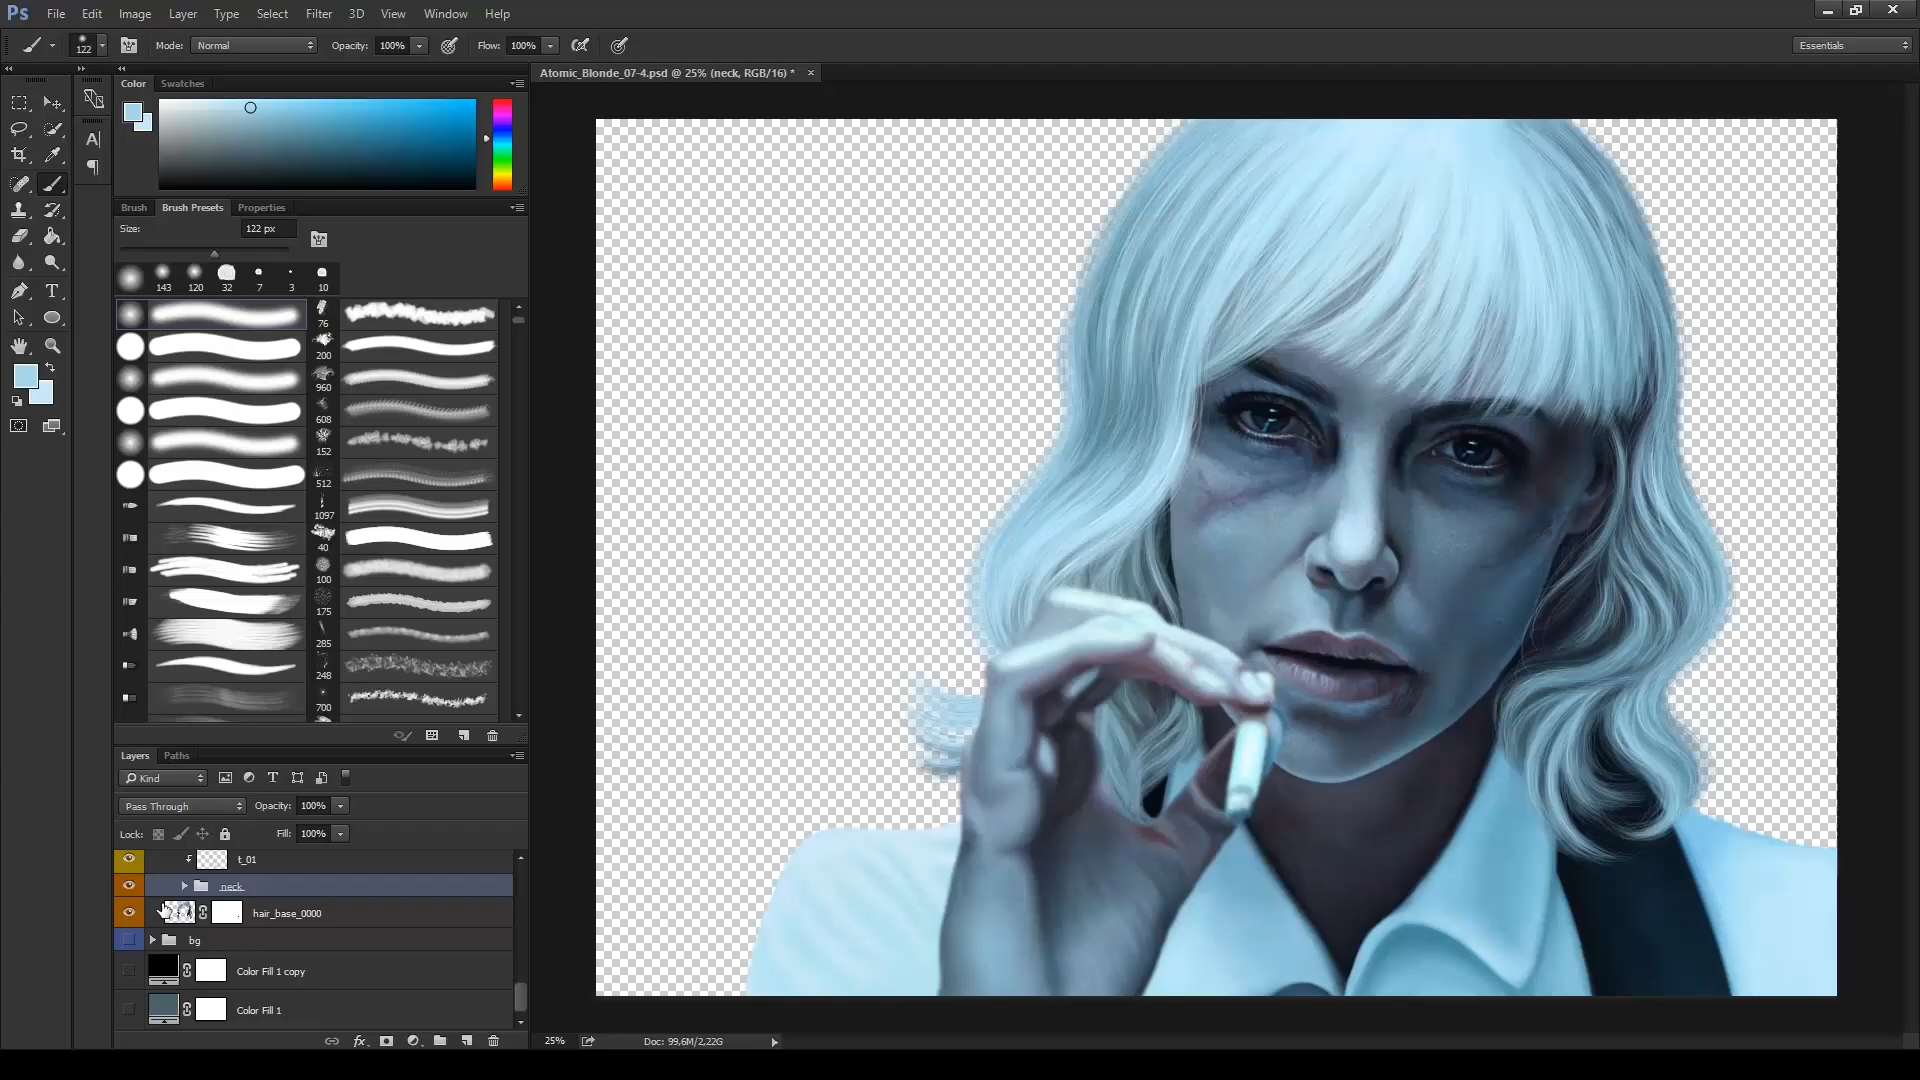 Ps File Edit Image Layer Type Select Filter 3D View Window Help
122 Mode: Normal Opacity: 100% Flow: 100% Essentials
Atomic_Blonde_07-4.psd @ 25% (neck, RGB/16) *
Color Swatches
Brush Brush Presets Properties
Size: 122 px
143 120 32 7 3 10
76
200
960
608
152
512
1097
40
100
175
285
248
700
Layers Paths
Kind
Pass Through Opacity: 100%
Lock: Fill: 100%
t_01
neck
hair_base_0000
bg
Color Fill 1 copy
Color Fill 1
fx
25% Doc: 99,6M/2,22G